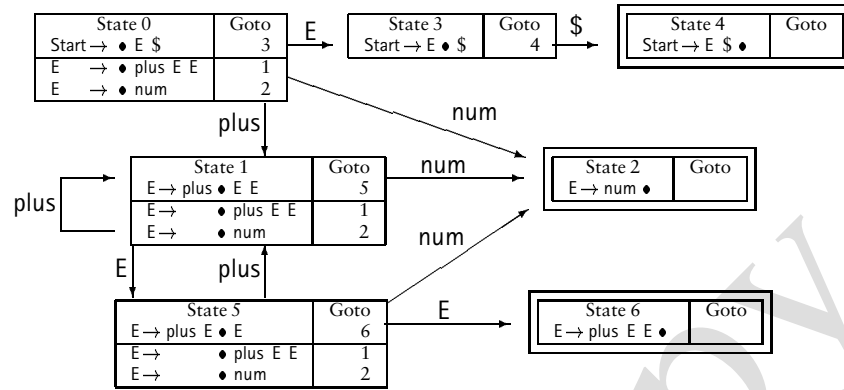 State 0 Goto
Start → • E $ 3
E → • plus E E 1
E → • num 2
E
State 3 Goto
Start → E • $ 4
$
State 4 Goto
Start → E $ •
plus
num
State 1 Goto
E → plus • E E 5
E → • plus E E 1
E → • num 2
num
State 2 Goto
E → num •
plus
num
E
plus
State 5 Goto
E → plus E • E 6
E → • plus E E 1
E → • num 2
E
State 6 Goto
E → plus E E •